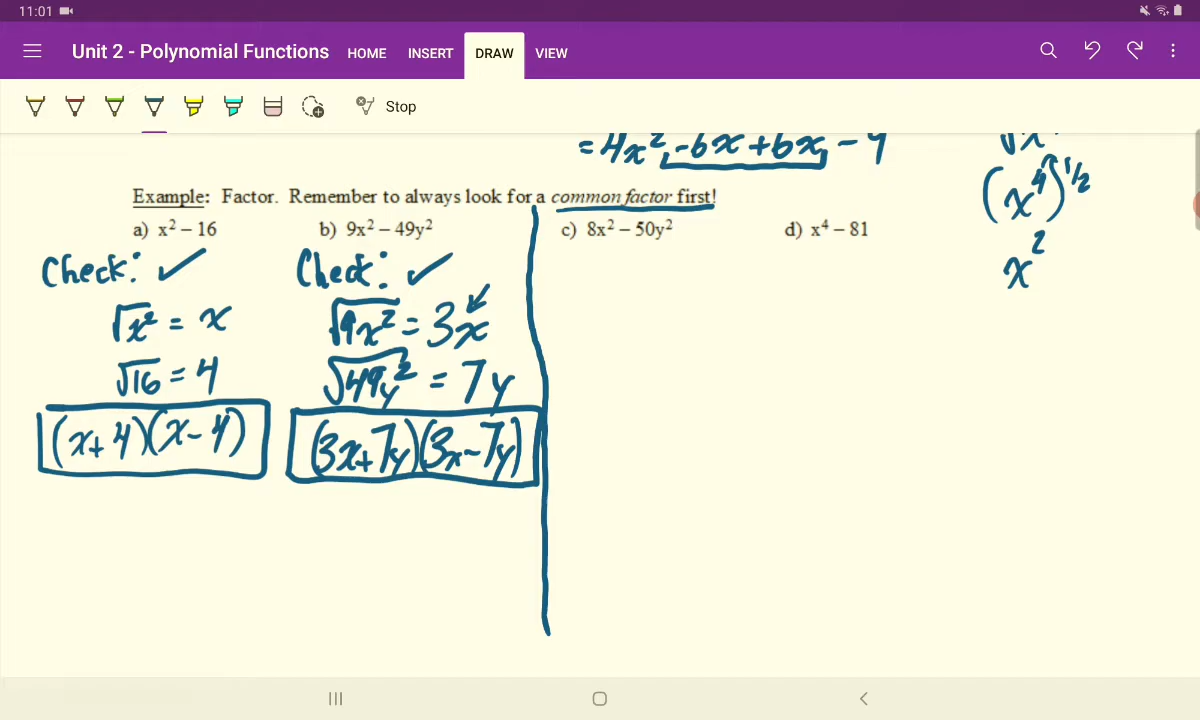 11:01
Unit 2 - Polynomial Functions HOME INSERT DRAW VIEW
Stop
= 4x², -6x + 6x, - 9
Example: Factor. Remember to always look for a common factor first!
a) x² – 16 b) 9x² – 49y² c) 8x² – 50y² d) x⁴ – 81
(x⁴)^1/2
x²
Check: ✓ Check: ✓
√x² = x √9x² = 3x
√16 = 4 √49y² = 7y
(x+4)(x-4) (3x+7y)(3x-7y)